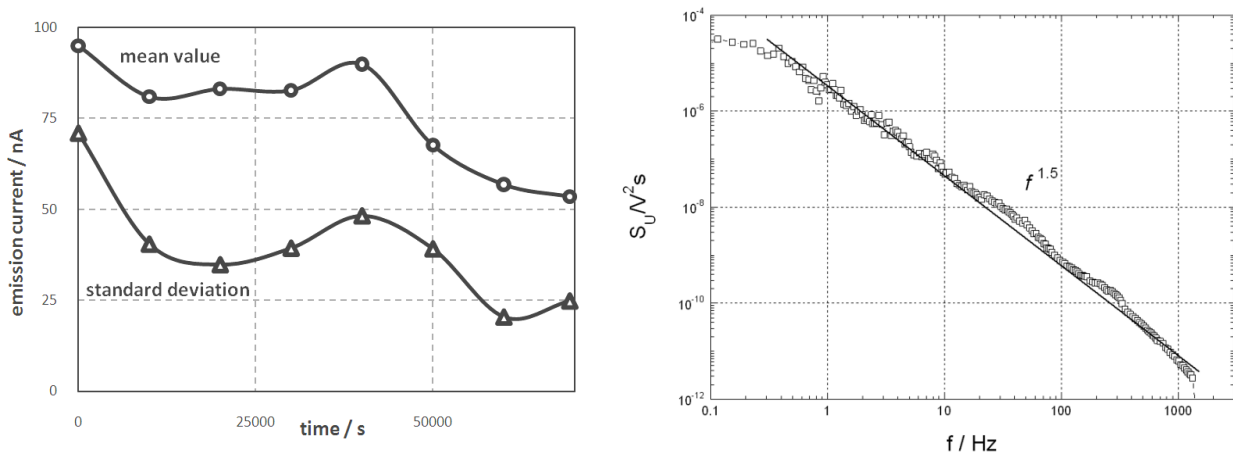 100
75
50
25
0
emission current / nA
mean value
standard deviation
0
25000
50000
time / s
10⁻⁴
10⁻⁶
10⁻⁸
10⁻¹⁰
10⁻¹²
S_U/V²s
f ^1.5
0.1
1
10
100
1000
f / Hz